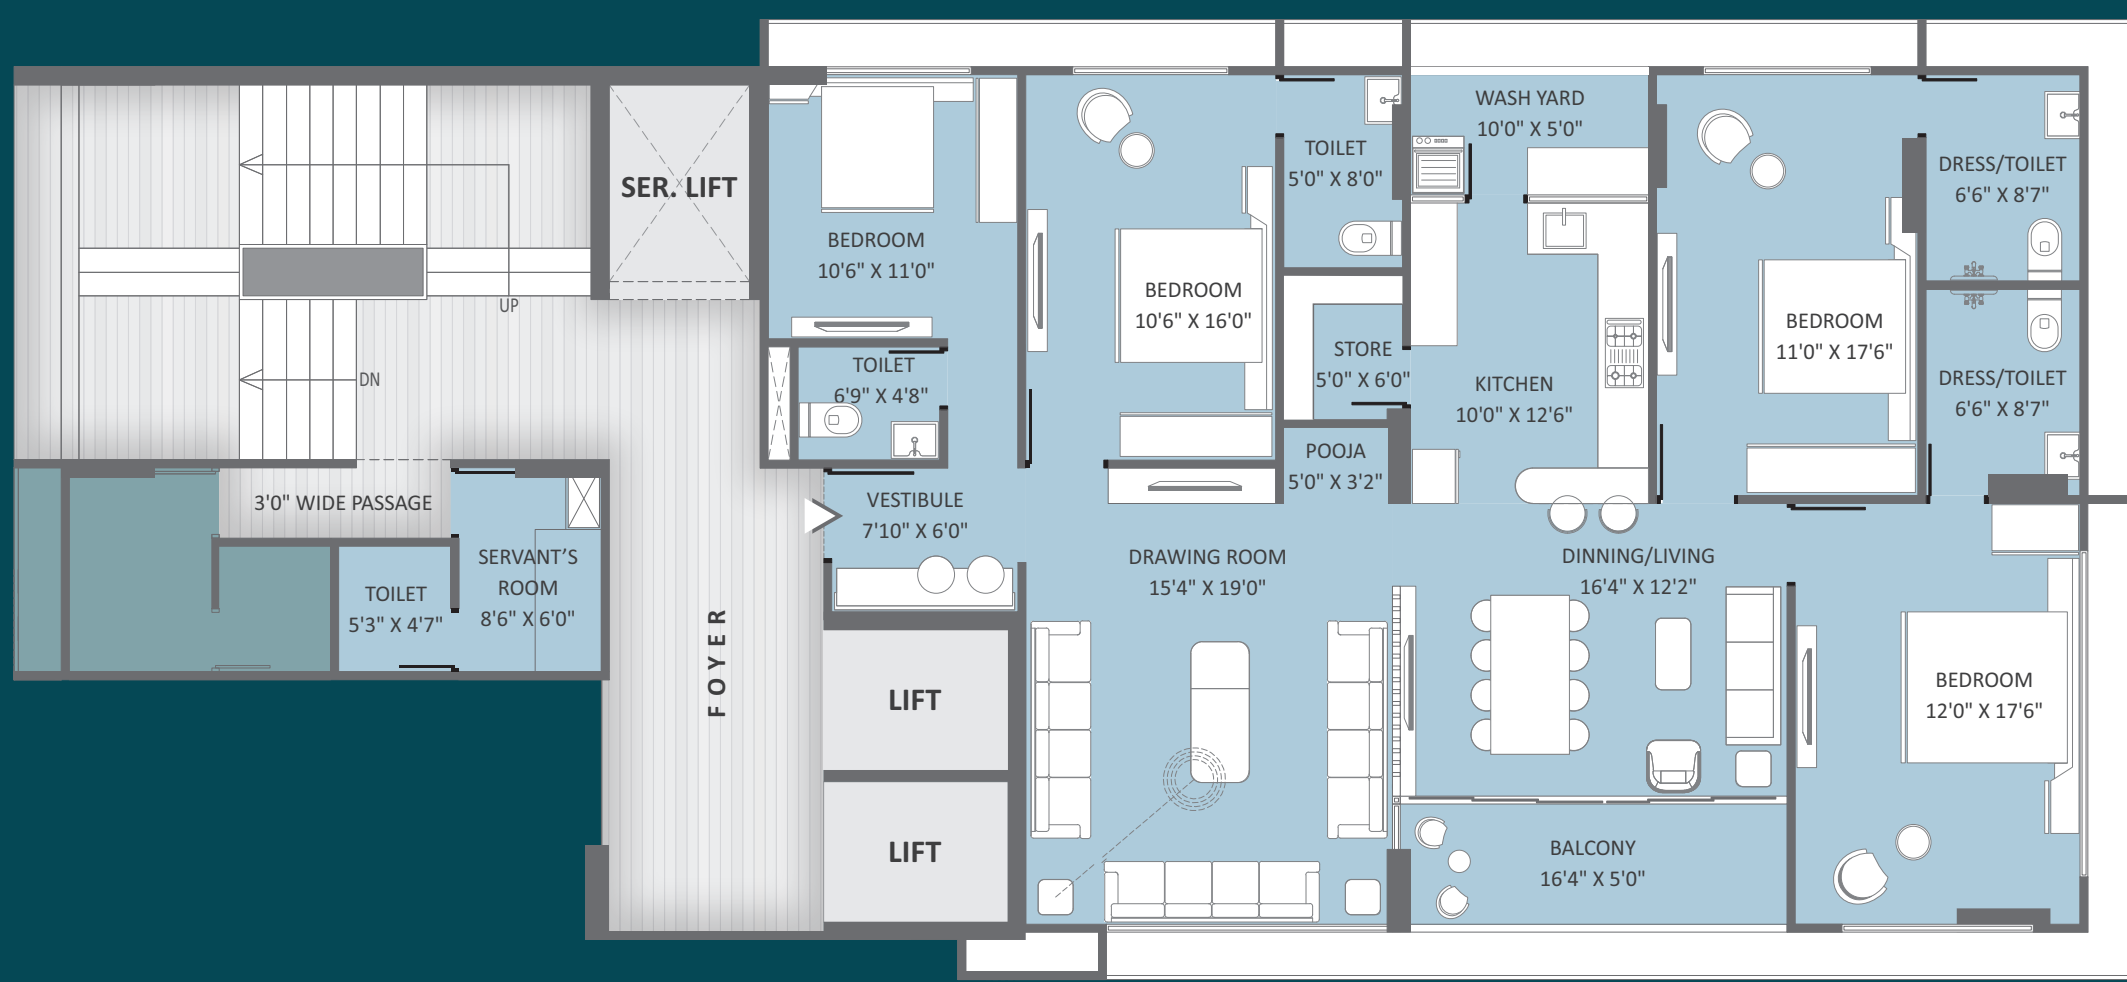 WASH YARD
10'0" X 5'0"
TOILET
5'0" X 8'0"
DRESS/TOILET
6'6" X 8'7"
SER. LIFT
BEDROOM
10'6" X 11'0"
BEDROOM
10'6" X 16'0"
UP
BEDROOM
11'0" X 17'6"
STORE
5'0" X 6'0"
TOILET
6'9" X 4'8"
DN
KITCHEN
10'0" X 12'6"
DRESS/TOILET
6'6" X 8'7"
POOJA
5'0" X 3'2"
3'0" WIDE PASSAGE
VESTIBULE
7'10" X 6'0"
SERVANT'S
ROOM
8'6" X 6'0"
TOILET
5'3" X 4'7"
DRAWING ROOM
15'4" X 19'0"
DINNING/LIVING
16'4" X 12'2"
FOYER
LIFT
BEDROOM
12'0" X 17'6"
LIFT
BALCONY
16'4" X 5'0"